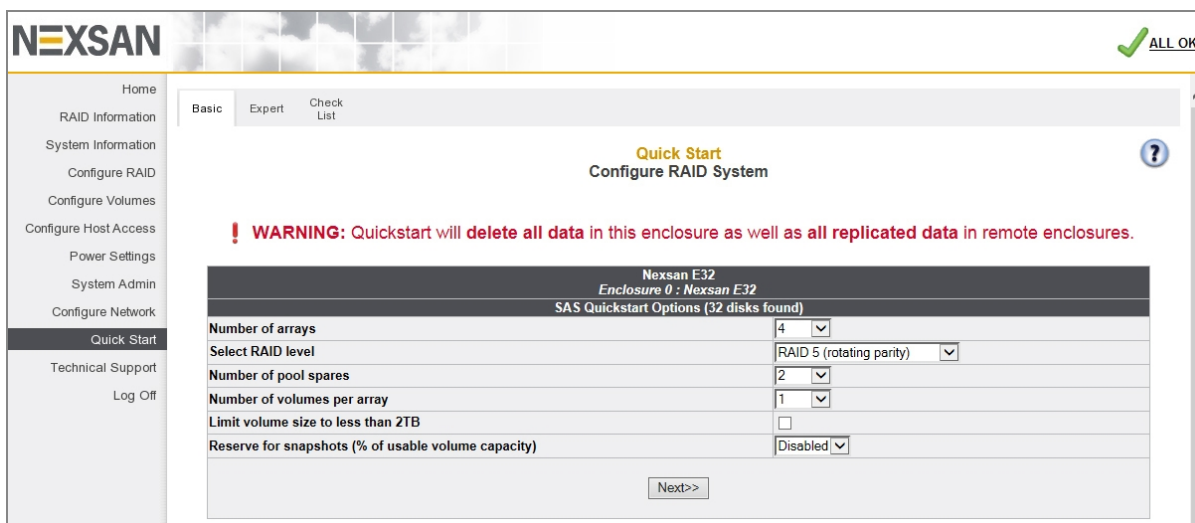 NEXSAN
ALL OK
Home
RAID Information
System Information
Configure RAID
Configure Volumes
Configure Host Access
Power Settings
System Admin
Configure Network
Quick Start
Technical Support
Log Off
Basic
Expert
Check
List
Quick Start
?
Configure RAID System
! WARNING: Quickstart will delete all data in this enclosure as well as all replicated data in remote enclosures.
Nexsan E32
Enclosure 0 : Nexsan E32
SAS Quickstart Options (32 disks found)
Number of arrays 4
Select RAID level RAID 5 (rotating parity)
Number of pool spares 2
Number of volumes per array 1
Limit volume size to less than 2TB
Reserve for snapshots (% of usable volume capacity) Disabled
Next>>